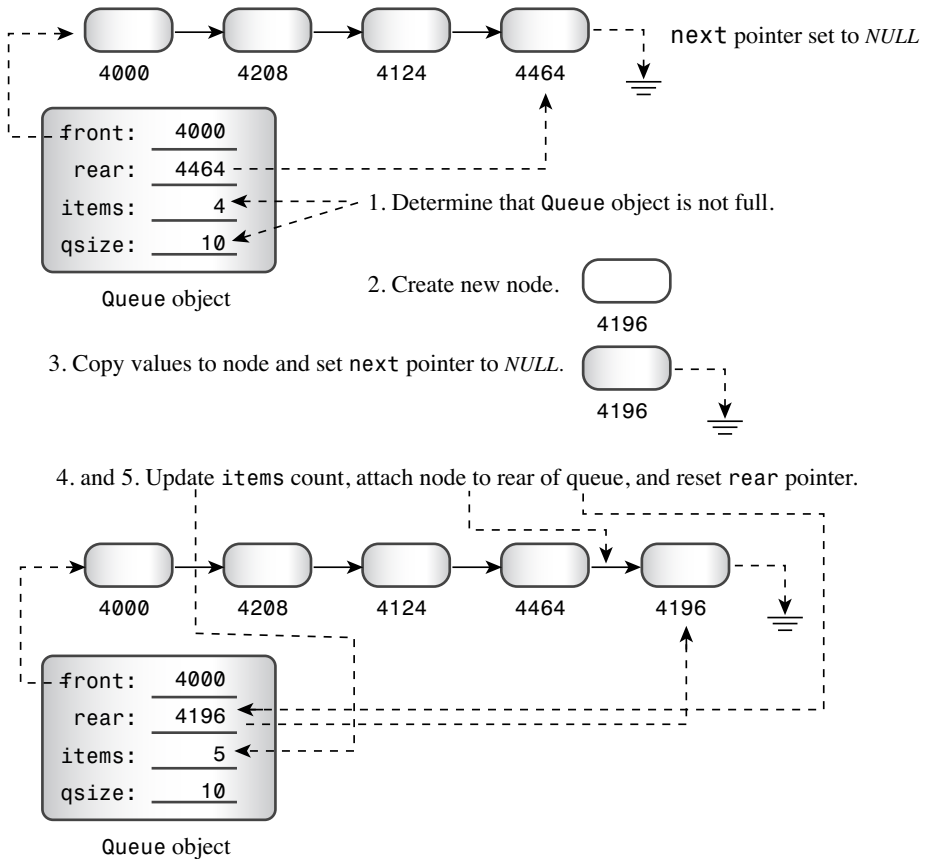 next pointer set to NULL
4000 4208 4124 4464
front: 4000
rear: 4464
items: 4
qsize: 10
Queue object
1. Determine that Queue object is not full.
2. Create new node.
4196
3. Copy values to node and set next pointer to NULL.
4196
4. and 5. Update items count, attach node to rear of queue, and reset rear pointer.
4000 4208 4124 4464 4196
front: 4000
rear: 4196
items: 5
qsize: 10
Queue object